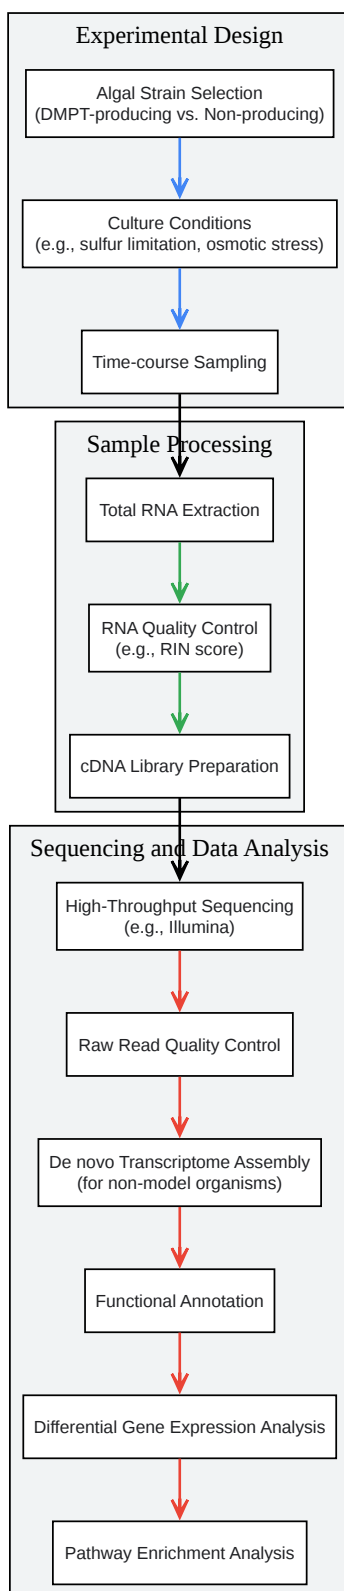 Experimental Design
Algal Strain Selection
(DMPT-producing vs. Non-producing)
Culture Conditions
(e.g., sulfur limitation, osmotic stress)
Time-course Sampling
Sample Processing
Total RNA Extraction
RNA Quality Control
(e.g., RIN score)
cDNA Library Preparation
Sequencing and Data Analysis
High-Throughput Sequencing
(e.g., Illumina)
Raw Read Quality Control
De novo Transcriptome Assembly
(for non-model organisms)
Functional Annotation
Differential Gene Expression Analysis
Pathway Enrichment Analysis